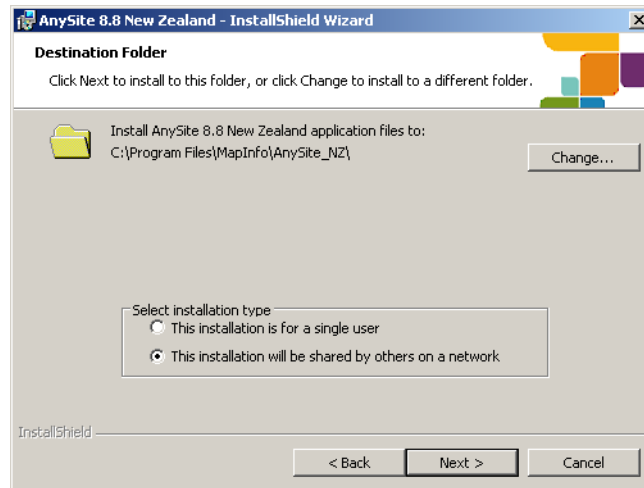 AnySite 8.8 New Zealand - InstallShield Wizard
Destination Folder
Click Next to install to this folder, or click Change to install to a different folder.
Install AnySite 8.8 New Zealand application files to:
C:\Program Files\MapInfo\AnySite_NZ\
Change...
Select installation type
This installation is for a single user
This installation will be shared by others on a network
InstallShield
< Back
Next >
Cancel